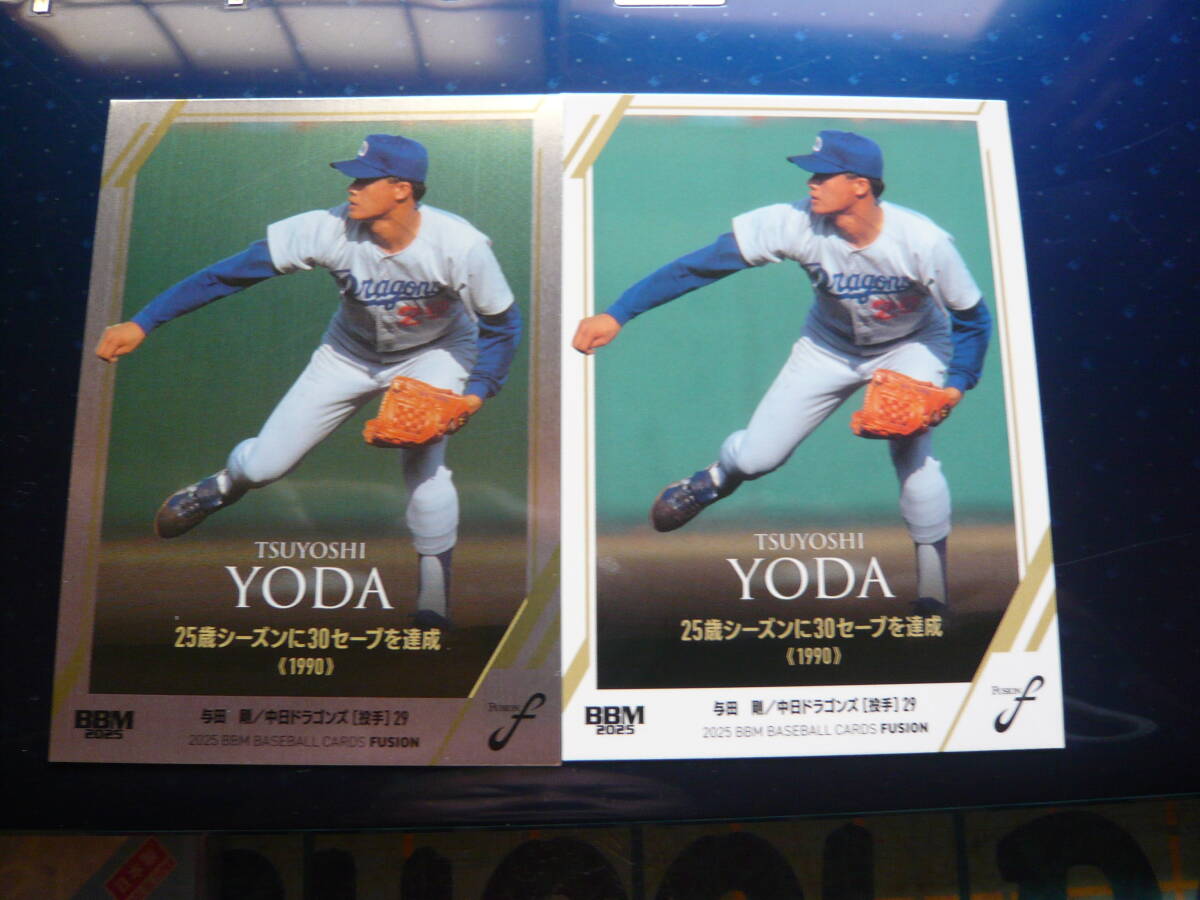 Dragons
TSUYOSHI
YODA
25歳シーズンに30セーブを達成
《1990》
BBM
2025
与田 剛/中日ドラゴンズ[投手]29
2025 BBM BASEBALL CARDS FUSION
FUSION f
Dragons
TSUYOSHI
YODA
25歳シーズンに30セーブを達成
《1990》
BBM
2025
与田 剛/中日ドラゴンズ[投手]29
2025 BBM BASEBALL CARDS FUSION
FUSION f